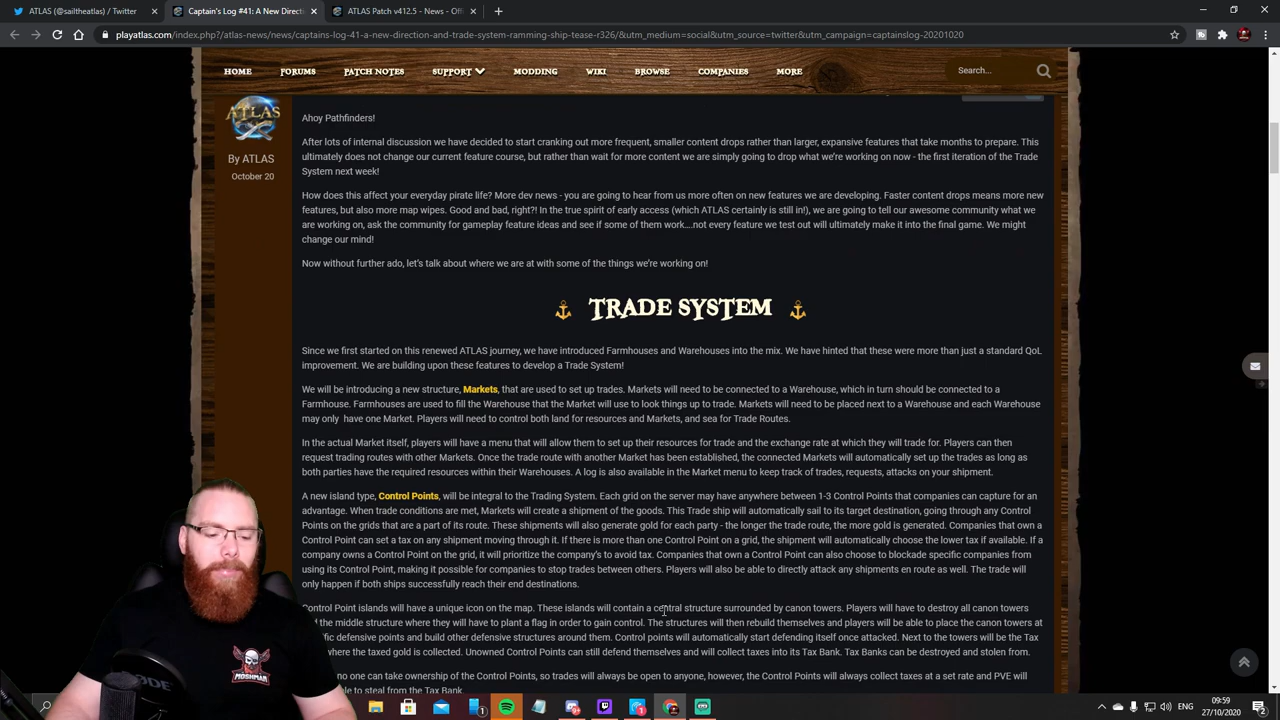 ATLAS (@sailtheatlas) / Twitter
Captain's Log #41: A New Directi
ATLAS Patch v412.5 - News - Offi
playatlas.com/index.php?/atlas-news/news/captains-log-41-a-new-direction-and-trade-system-ramming-ship-tease-r326/&utm_medium=social&utm_source=twitter&utm_campaign=captainslog-20201020
HOME FORUMS PATCH NOTES SUPPORT MODDING WIKI BROWSE COMPANIES MORE Search...
ATLAS
By ATLAS
October 20
Ahoy Pathfinders!
After lots of internal discussion we have decided to start cranking out more frequent, smaller content drops rather than larger, expansive features that take months to prepare. This
ultimately does not change our current feature course, but rather than wait for more content we are simply going to drop what we're working on now - the first iteration of the Trade
System next week!
How does this affect your everyday pirate life? More dev news - you are going to hear from us more often on new features we are developing. Faster content drops means more new
features, but also more map wipes. Good and bad, right?! In the true spirit of early access (which ATLAS certainly is still in!), we are going to tell our awesome community what we
are working on, ask the community for gameplay feature ideas and see if some of them work....not every feature we test out will ultimately make it into the final game. We might
change our mind!
Now without further ado, let's talk about where we are at with some of the things we're working on!
TRADE SYSTEM
Since we first started on this renewed ATLAS journey, we have introduced Farmhouses and Warehouses into the mix. We have hinted that these were more than just a standard QoL
improvement. We are building upon these features to develop a Trade System!
We will be introducing a new structure, Markets, that are used to set up trades. Markets will need to be connected to a Warehouse, which in turn should be connected to a
Farmhouse. Farmhouses are used to fill the Warehouse that the Market will use to look things up to trade. Markets will need to be placed next to a Warehouse and each Warehouse
may only have one Market. Players will need to control both land for resources and Markets, and sea for Trade Routes.
In the actual Market itself, players will have a menu that will allow them to set up their resources for trade and the exchange rate at which they will trade for. Players can then
request trading routes with other Markets. Once the trade route with another Market has been established, the connected Markets will automatically set up the trades as long as
both parties have the required resources within their Warehouses. A log is also available in the Market menu to keep track of trades, requests, attacks on your shipment.
A new island type, Control Points, will be integral to the Trading System. Each grid on the server may have anywhere between 1-3 Control Points that companies can capture for an
advantage. When trade conditions are met, Markets will create a shipment of the goods. This Trade ship will automatically sail to its target destination, going through any Control
Points on the grids that are a part of its route. These shipments will also generate gold for each party - the longer the trade route, the more gold is generated. Companies that own a
Control Point can set a tax on any shipment moving through it. If there is more than one Control Point on a grid, the shipment will automatically choose the lower tax if available. If a
company owns a Control Point on the grid, it will prioritize the company's to avoid tax. Companies that own a Control Point can also choose to blockade specific companies from
using its Control Point, making it possible for companies to stop trades between others. Players will also be able to directly attack any shipments en route as well. The trade will
only happen if both ships successfully reach their end destinations.
Control Point islands will have a unique icon on the map. These islands will contain a central structure surrounded by canon towers. Players will have to destroy all canon towers
the middle structure where they will have to plant a flag in order to gain control. The structures will then rebuild themselves and players will be able to place the canon towers at
defensive points and build other defensive structures around them. Control points will automatically start defending itself once attacked. Next to the towers will be the Tax
where the taxed gold is collected. Unowned Control Points can still defend themselves and will collect taxes into its Tax Bank. Tax Banks can be destroyed and stolen from.
no one can take ownership of the Control Points, so trades will always be open to anyone, however, the Control Points will always collect taxes at a set rate and PVE will
to steal from the Tax Bank.
MOSHMAN
ENG
09:59
27/10/2020